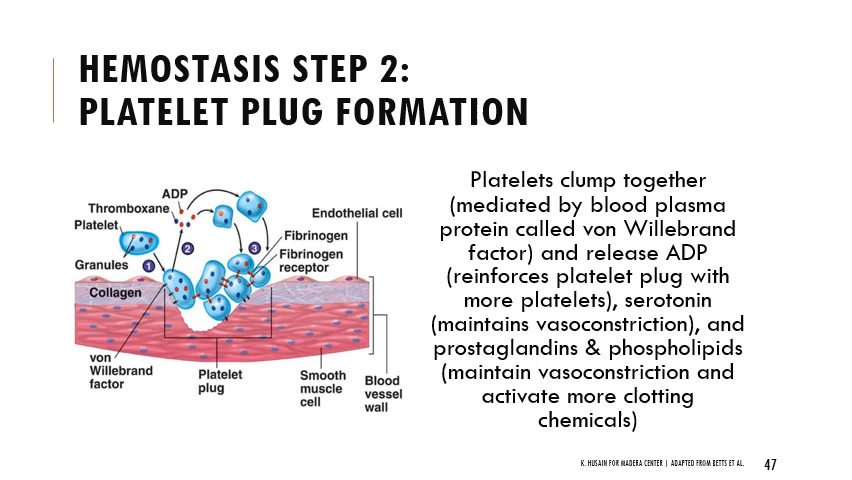 HEMOSTASIS STEP 2:
PLATELET PLUG FORMATION
ADP
Thromboxane
Platelet
Granules
1
2
3
Endothelial cell
Fibrinogen
Fibrinogen
receptor
Collagen
von
Willebrand
factor
Platelet
plug
Smooth
muscle
cell
Blood
vessel
wall
Platelets clump together
(mediated by blood plasma
protein called von Willebrand
factor) and release ADP
(reinforces platelet plug with
more platelets), serotonin
(maintains vasoconstriction), and
prostaglandins & phospholipids
(maintain vasoconstriction and
activate more clotting
chemicals)
K. HUSAIN FOR MADERA CENTER | ADAPTED FROM BETTS ET AL.
47